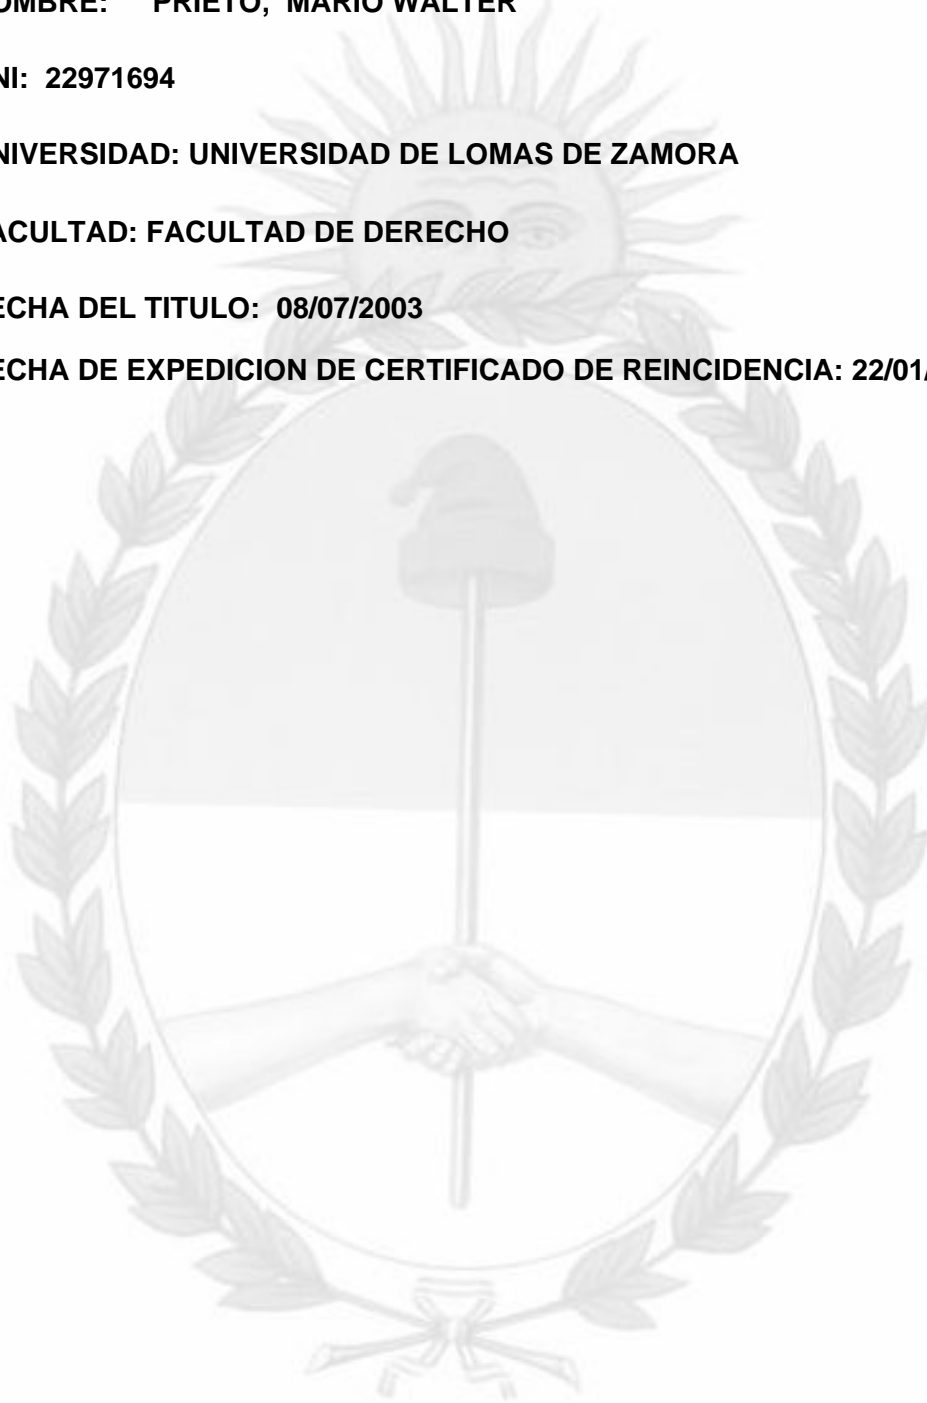 OMBRE: PRIETO, MARIO WALTER
NI: 22971694
NIVERSIDAD: UNIVERSIDAD DE LOMAS DE ZAMORA
ACULTAD: FACULTAD DE DERECHO
ECHA DEL TITULO: 08/07/2003
ECHA DE EXPEDICION DE CERTIFICADO DE REINCIDENCIA: 22/01/